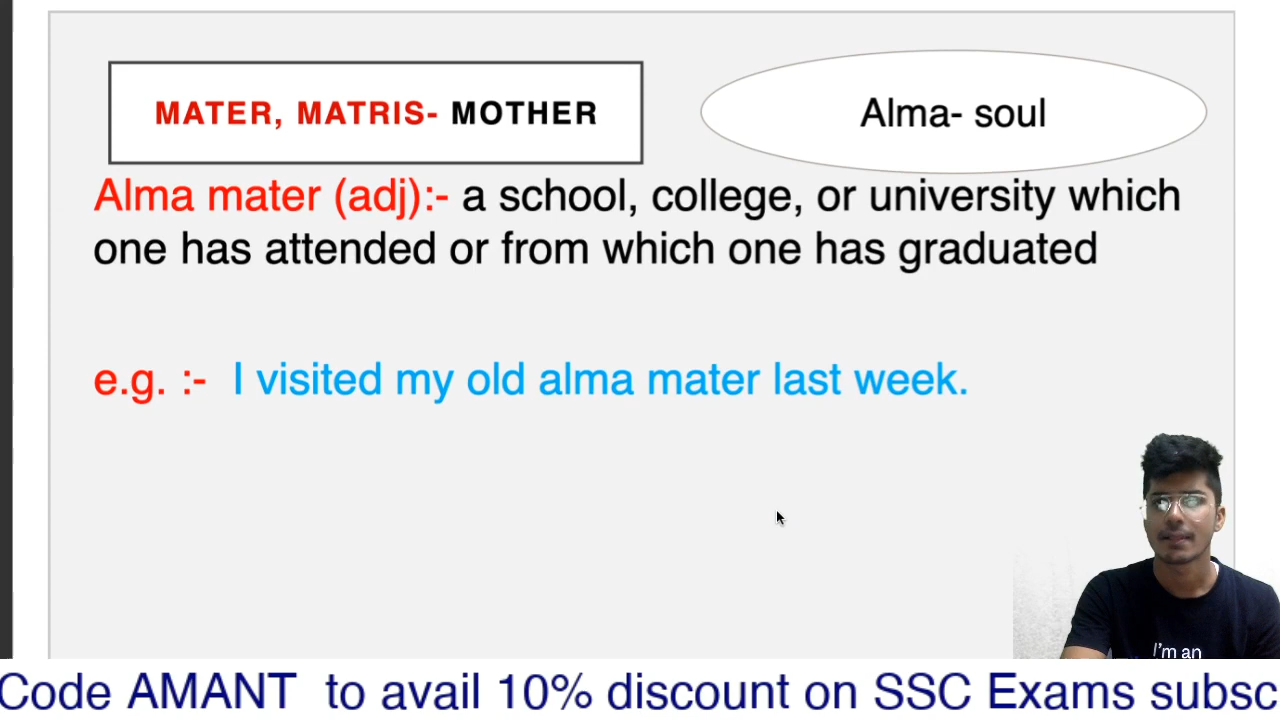 MATER, MATRIS- MOTHER
Alma- soul
Alma mater (adj):- a school, college, or university which
one has attended or from which one has graduated
e.g. :- I visited my old alma mater last week.
I'm an
Code AMANT to avail 10% discount on SSC Exams subsc